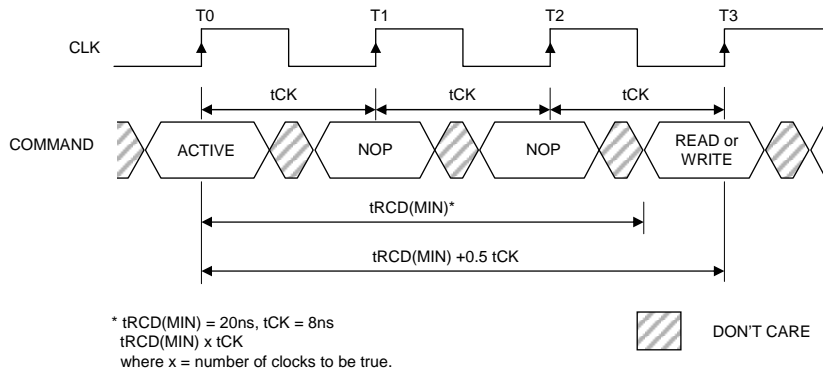 T0 T1 T2 T3
CLK
tCK tCK tCK
COMMAND ACTIVE NOP NOP READ or
WRITE
tRCD(MIN)*
tRCD(MIN) +0.5 tCK
* tRCD(MIN) = 20ns, tCK = 8ns
tRCD(MIN) x tCK
where x = number of clocks to be true.
DON'T CARE